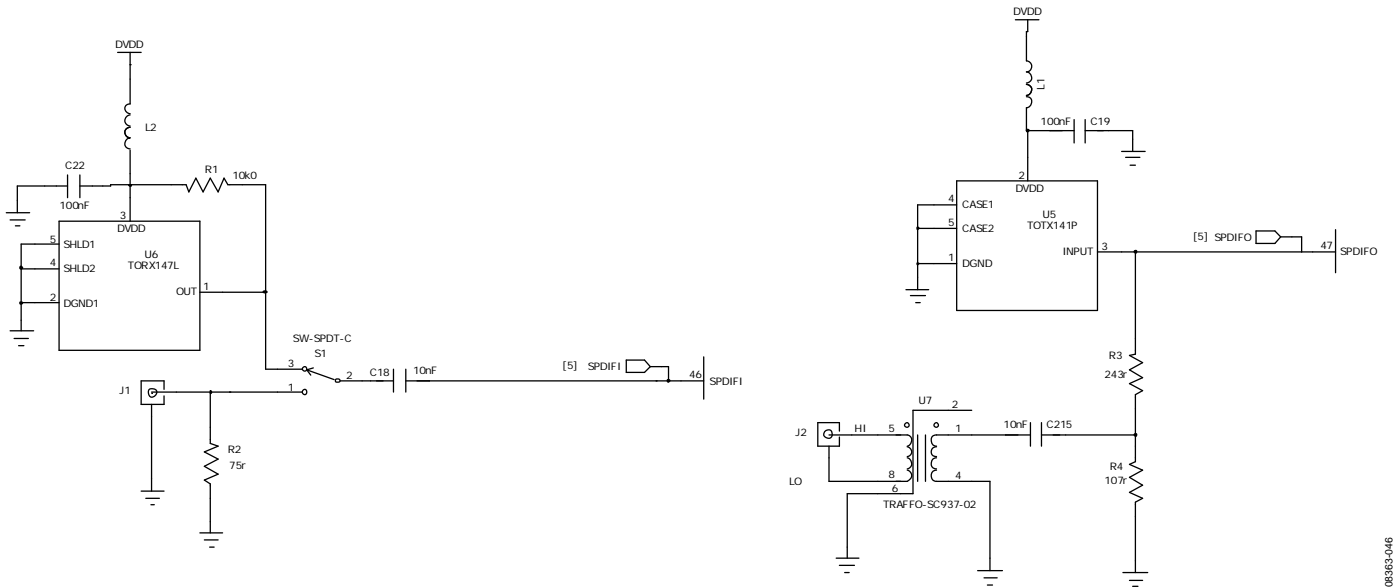 DVDD
L2
C22
100nF
R1
10k0
3
DVDD
5 SHLD1
4 SHLD2
2 DGND1
U6
TORX147L
OUT 1
SW-SPDT-C
S1
3
2
1
C18 10nF
[5] SPDIFI
46 SPDIFI
J1
R2
75r
DVDD
L1
100nF C19
2
DVDD
4 CASE1
5 CASE2
1 DGND
U5
TOTX141P
INPUT 3
[5] SPDIFO
47 SPDIFO
R3
243r
U7
2
J2 HI 5
1
10nF C215
LO
8
6
4
TRAFFO-SC937-02
R4
107r
08363-046